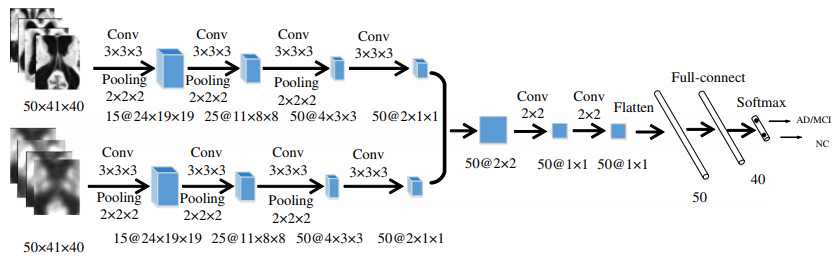 Conv Conv Conv Conv
3×3×3 3×3×3 3×3×3 3×3×3
Pooling Pooling Pooling
2×2×2 2×2×2 2×2×2
50×41×40 15@24×19×19 25@11×8×8 50@4×3×3 50@2×1×1
Conv Conv Conv Conv
3×3×3 3×3×3 3×3×3 3×3×3
Pooling Pooling Pooling
2×2×2 2×2×2 2×2×2
50×41×40 15@24×19×19 25@11×8×8 50@4×3×3 50@2×1×1
Conv Conv Flatten Full-connect Softmax
2×2 2×2
AD/MCI
NC
50@2×2 50@1×1 50@1×1
50
40